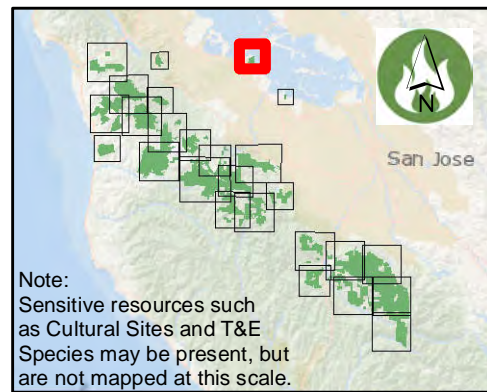 N
San Jose
Note:
Sensitive resources such
as Cultural Sites and T&E
Species may be present, but
are not mapped at this scale.